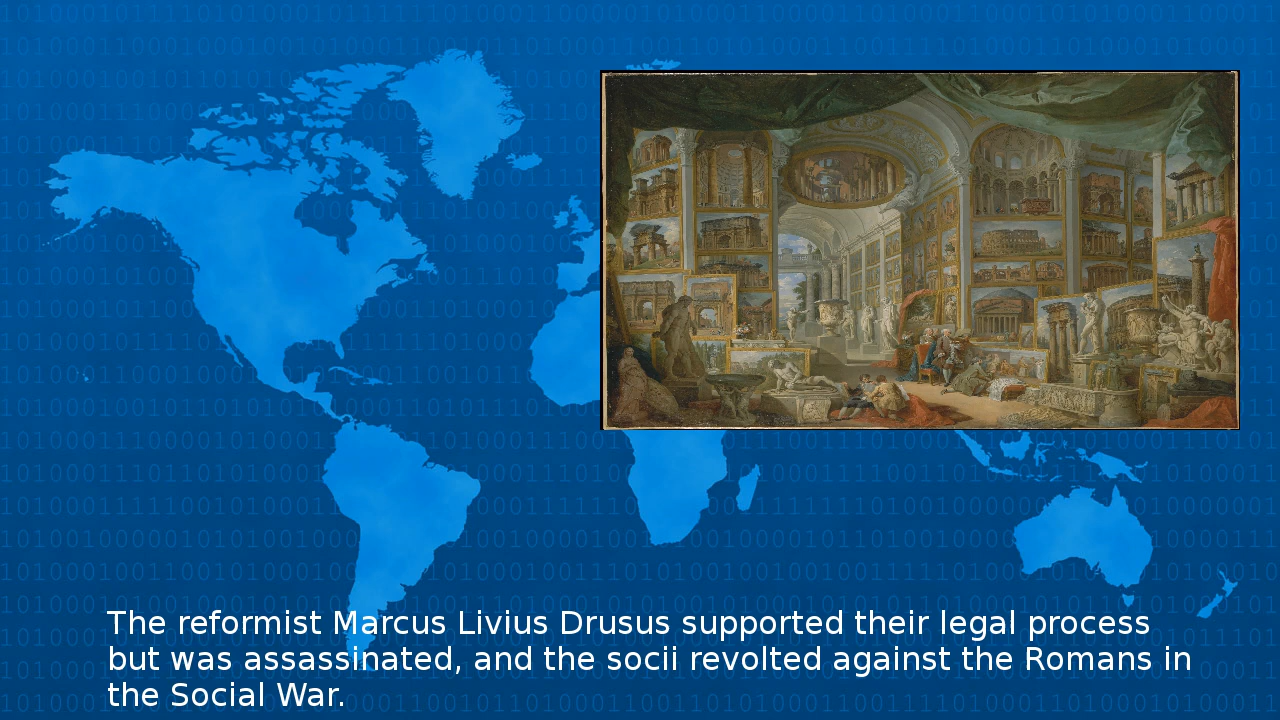 The reformist Marcus Livius Drusus supported their legal process
but was assassinated, and the socii revolted against the Romans in
the Social War.